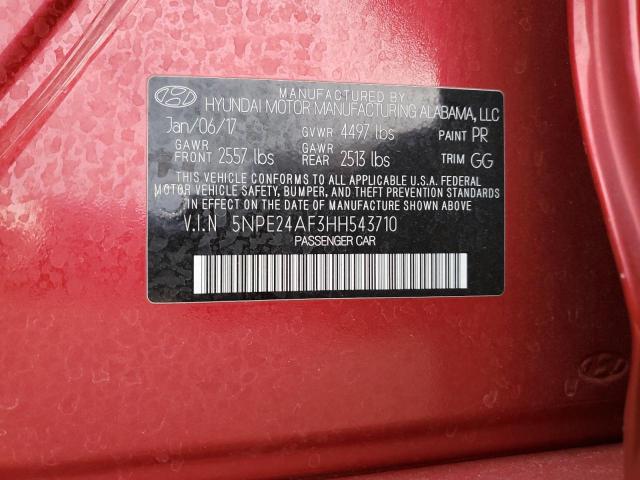 MANUFACTURED BY
HYUNDAI MOTOR MANUFACTURING ALABAMA, LLC
Jan/06/17 GVWR 4497 lbs PAINT PR
GAWR FRONT 2557 lbs GAWR REAR 2513 lbs TRIM GG
THIS VEHICLE CONFORMS TO ALL APPLICABLE U.S.A. FEDERAL
MOTOR VEHICLE SAFETY, BUMPER, AND THEFT PREVENTION STANDARDS
IN EFFECT ON THE DATE OF MANUFACTURE SHOWN ABOVE.
V.I.N 5NPE24AF3HH543710
PASSENGER CAR